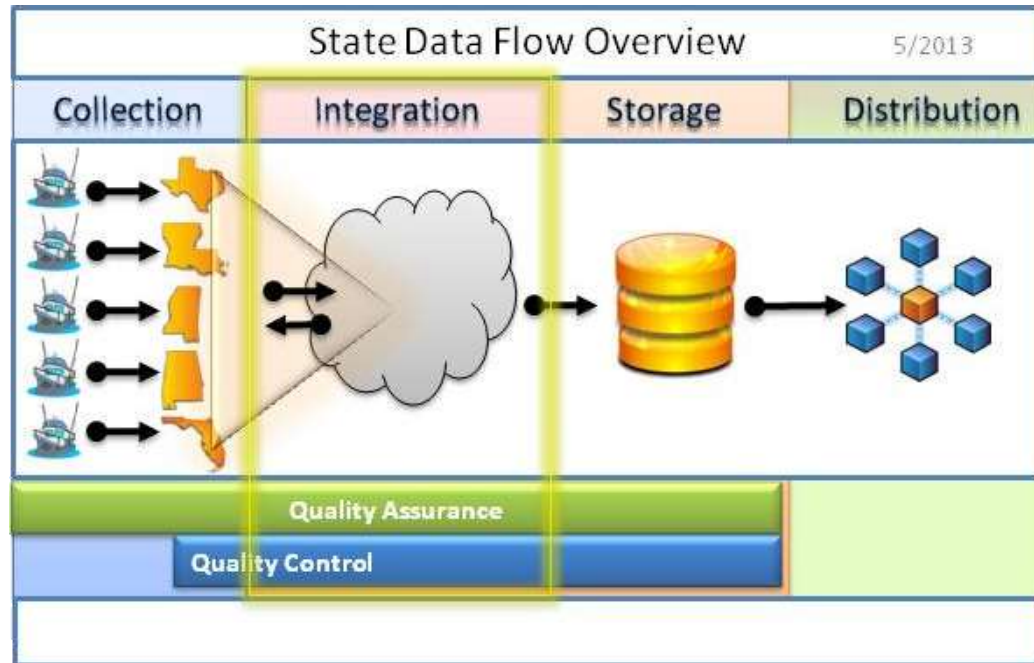 State Data Flow Overview 5/2013
Collection Integration Storage Distribution
Quality Assurance
Quality Control